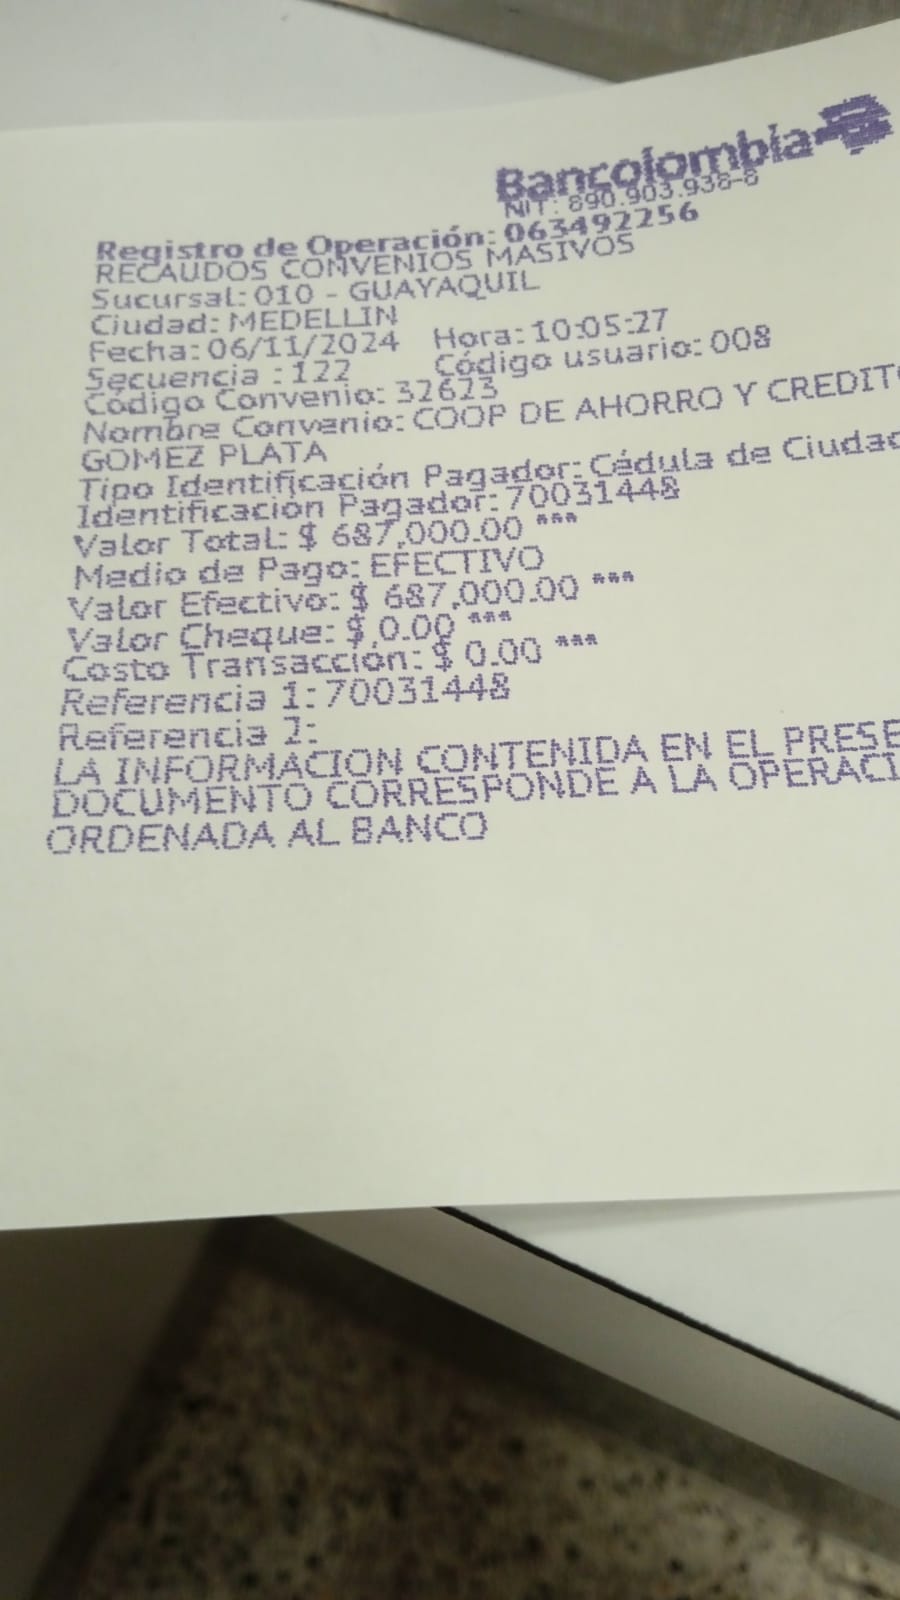 Bancolombia
NIT: 890.903.938-8
Registro de Operación: 063492256
RECAUDOS CONVENIOS MASIVOS
Sucursal: 010 - GUAYAQUIL
Ciudad: MEDELLIN
Fecha: 06/11/2024 Hora: 10:05:27
Secuencia : 122 Código usuario: 008
Código Convenio: 32623
Nombre Convenio: COOP DE AHORRO Y CREDITO
GOMEZ PLATA
Tipo Identificación Pagador: Cédula de Ciudad
Identificación Pagador: 70031448
Valor Total: $ 687,000.00 ***
Medio de Pago: EFECTIVO
Valor Efectivo: $ 687,000.00 ***
Valor Cheque: $ 0.00 ***
Costo Transacción: $ 0.00 ***
Referencia 1: 70031448
Referencia 2:
LA INFORMACION CONTENIDA EN EL PRESE
DOCUMENTO CORRESPONDE A LA OPERACI
ORDENADA AL BANCO